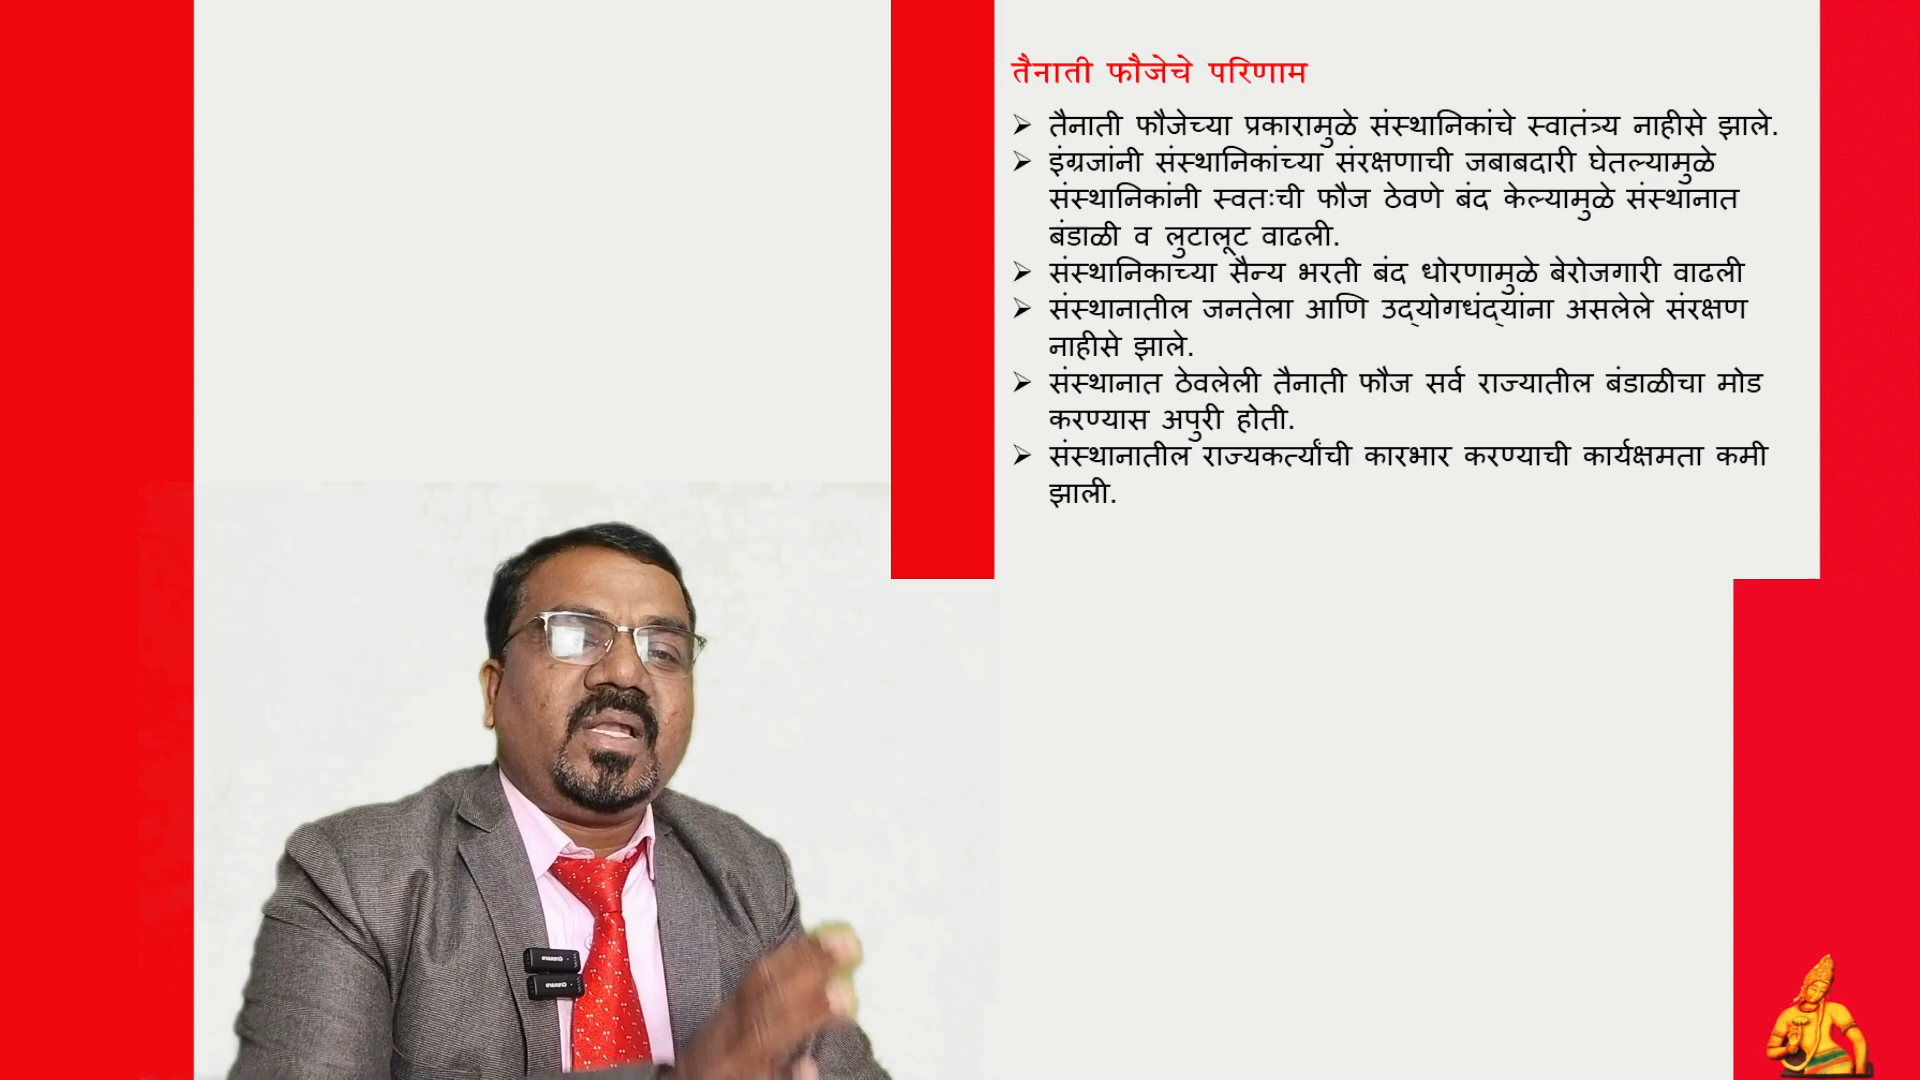 तैनाती फौजेचे परिणाम
➢ तैनाती फौजेच्या प्रकारामुळे संस्थानिकांचे स्वातंत्र्य नाहीसे झाले.
➢ इंग्रजांनी संस्थानिकांच्या संरक्षणाची जबाबदारी घेतल्यामुळे
संस्थानिकांनी स्वतःची फौज ठेवणे बंद केल्यामुळे संस्थानात
बंडाळी व लुटालूट वाढली.
➢ संस्थानिकाच्या सैन्य भरती बंद धोरणामुळे बेरोजगारी वाढली
➢ संस्थानातील जनतेला आणि उद्‌योगधंद्‌यांना असलेले संरक्षण
नाहीसे झाले.
➢ संस्थानात ठेवलेली तैनाती फौज सर्व राज्यातील बंडाळीचा मोड
करण्यास अपुरी होती.
➢ संस्थानातील राज्यकर्त्यांची कारभार करण्याची कार्यक्षमता कमी
झाली.